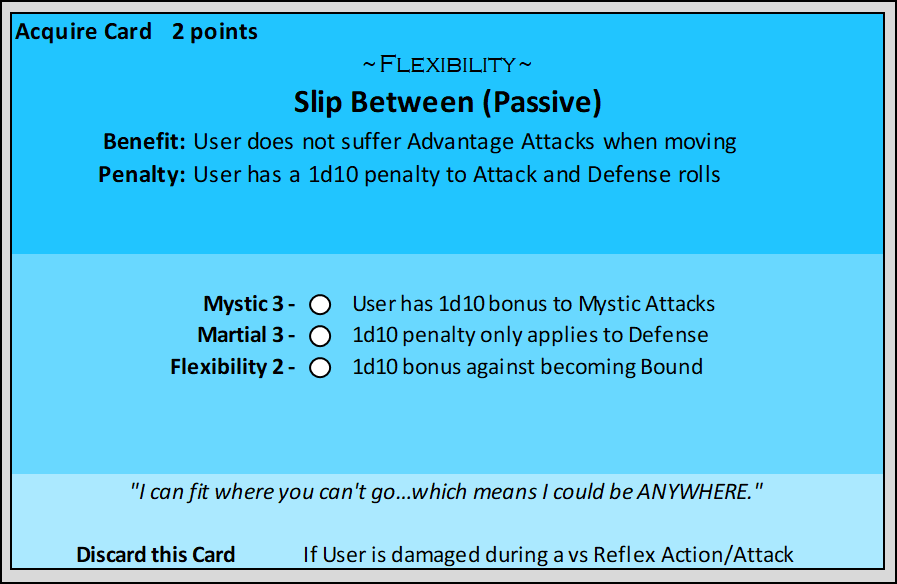 Acquire Card 2 points
~FLEXIBILITY~
Slip Between (Passive)
Benefit: User does not suffer Advantage Attacks when moving
Penalty: User has a 1d10 penalty to Attack and Defense rolls
Mystic 3 - User has 1d10 bonus to Mystic Attacks
Martial 3 - 1d10 penalty only applies to Defense
Flexibility 2 - 1d10 bonus against becoming Bound
"I can fit where you can't go...which means I could be ANYWHERE."
Discard this Card If User is damaged during a vs Reflex Action/Attack